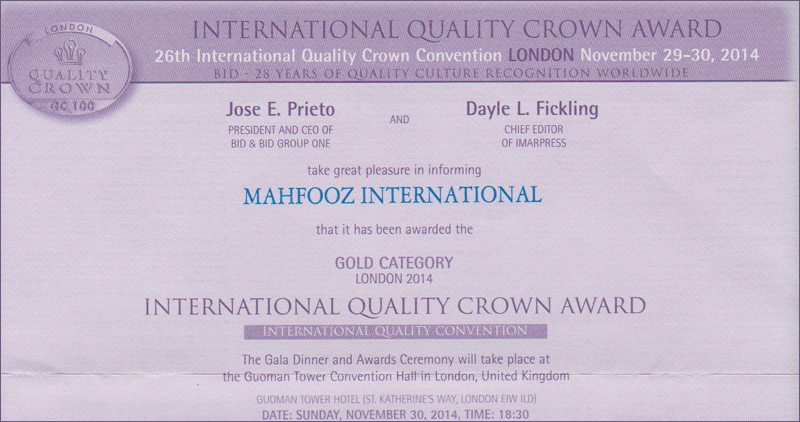 LONDON
QUALITY
CROWN
QC 100
INTERNATIONAL QUALITY CROWN AWARD
26th International Quality Crown Convention LONDON November 29-30, 2014
BID - 28 YEARS OF QUALITY CULTURE RECOGNITION WORLDWIDE
Jose E. Prieto
PRESIDENT AND CEO OF
BID & BID GROUP ONE
AND
Dayle L. Fickling
CHIEF EDITOR
OF IMARPRESS
take great pleasure in informing
MAHFOOZ INTERNATIONAL
that it has been awarded the
GOLD CATEGORY
LONDON 2014
INTERNATIONAL QUALITY CROWN AWARD
INTERNATIONAL QUALITY CONVENTION
The Gala Dinner and Awards Ceremony will take place at
the Guoman Tower Convention Hall in London, United Kingdom
GUOMAN TOWER HOTEL (ST. KATHERINE'S WAY, LONDON EIW ILD)
DATE: SUNDAY, NOVEMBER 30, 2014, TIME: 18:30